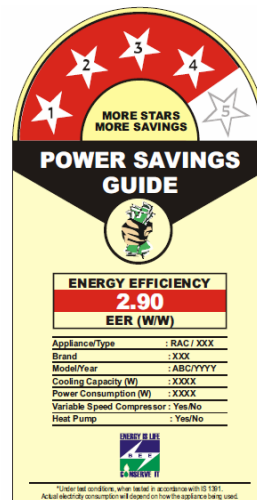 1
2
3
4
5
MORE STARS
MORE SAVINGS
POWER SAVINGS
GUIDE
ENERGY EFFICIENCY
2.90
EER (W/W)
Appliance/Type : RAC / XXX
Brand : XXX
Model/Year : ABC/YYYY
Cooling Capacity (W) : XXXX
Power Consumption (W) : XXXX
Variable Speed Compressor : Yes/No
Heat Pump : Yes/No
ENERGY IS LIFE
BEE
CONSERVE IT
*Under test conditions, when tested in accordance with IS 1391.
Actual electricity consumption will depend on how the appliance being used.